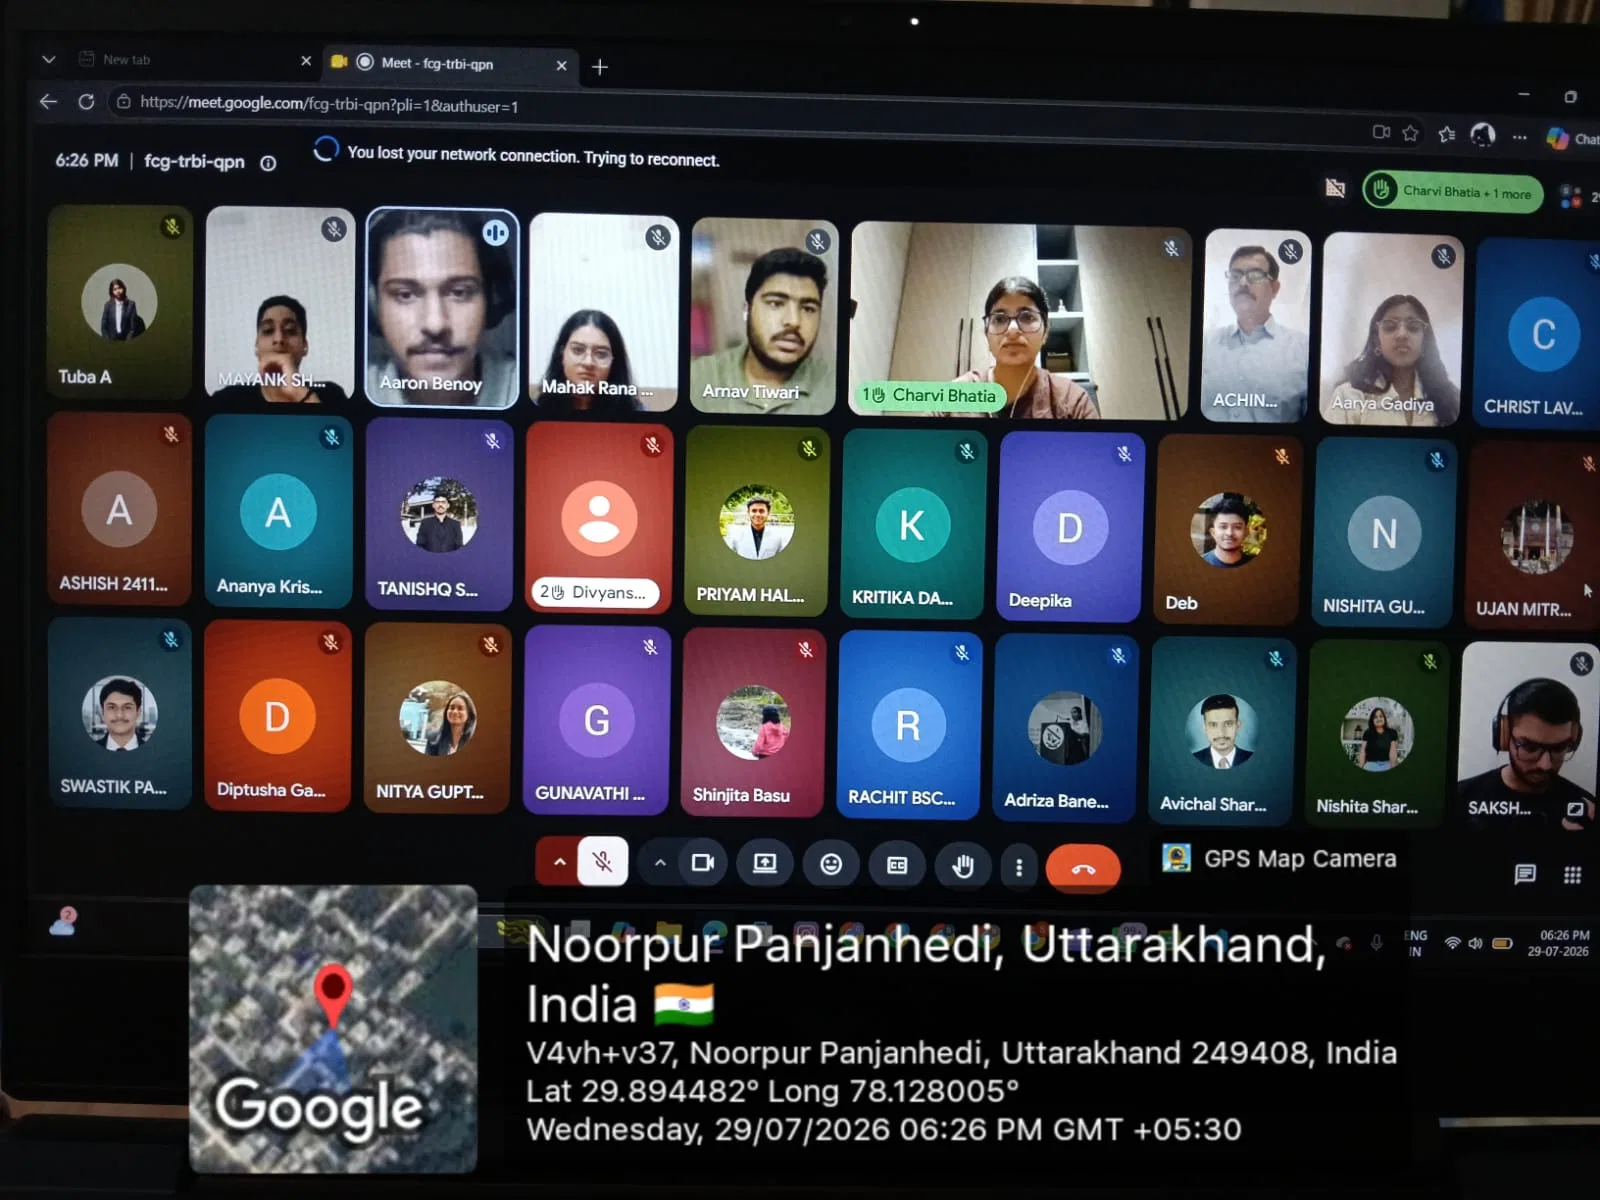 New tab
Meet - fcg-trbi-qpn
https://meet.google.com/fcg-trbi-qpn?pli=1&authuser=1
Chat
6:26 PM | fcg-trbi-qpn
You lost your network connection. Trying to reconnect.
Charvi Bhatia + 1 more
Tuba A
MAYANK SH...
Aaron Benoy
Mahak Rana ...
Arnav Tiwari
1 Charvi Bhatia
ACHIN...
Aarya Gadiya
C
CHRIST LAV...
A
ASHISH 2411...
A
Ananya Kris...
TANISHQ S...
2 Divyans...
PRIYAM HAL...
K
KRITIKA DA...
D
Deepika
Deb
N
NISHITA GU...
UJAN MITR...
SWASTIK PA...
D
Diptusha Ga...
NITYA GUPT...
G
GUNAVATHI ...
Shinjita Basu
R
RACHIT BSC...
Adriza Bane...
Avichal Shar...
Nishita Shar...
SAKSH...
CC
GPS Map Camera
2
ENG
IN
06:26 PM
29-07-2026
Google
Noorpur Panjanhedi, Uttarakhand,
India
V4vh+v37, Noorpur Panjanhedi, Uttarakhand 249408, India
Lat 29.894482° Long 78.128005°
Wednesday, 29/07/2026 06:26 PM GMT +05:30